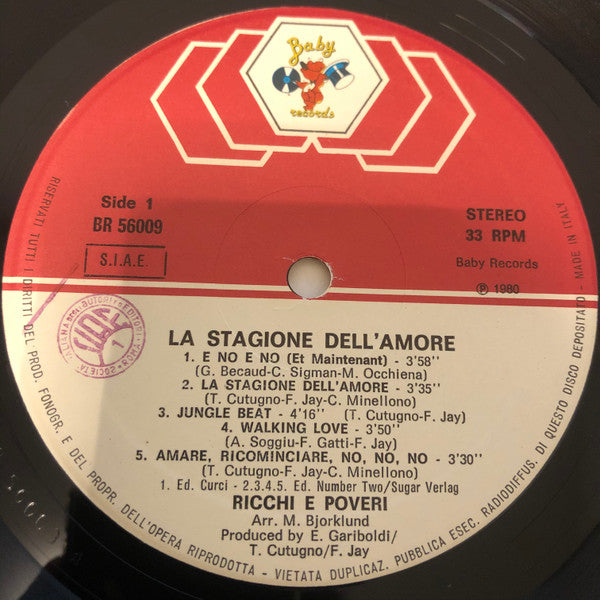 Baby
records
Side 1
BR 56009
S.I.A.E.
STEREO
33 RPM
Baby Records
℗ 1980
LA STAGIONE DELL'AMORE
1. E NO E NO (Et Maintenant) - 3'58"
(G. Becaud-C. Sigman-M. Occhiena)
2. LA STAGIONE DELL'AMORE - 3'35"
(T. Cutugno-F. Jay-C. Minellono)
3. JUNGLE BEAT - 4'16" (T. Cutugno-F. Jay)
4. WALKING LOVE - 3'50"
(A. Soggiu-F. Gatti-F. Jay)
5. AMARE, RICOMINCIARE, NO, NO, NO - 3'30"
(T. Cutugno-F. Jay-C. Minellono)
1. Ed. Curci - 2.3.4.5. Ed. Number Two/Sugar Verlag
RICCHI E POVERI
Arr. M. Bjorklund
Produced by E. Gariboldi/
T. Cutugno/F. Jay
RISERVATI TUTTI I DIRITTI DEL PROD. FONOGR. E DEL PROPR. DELL'OPERA RIPRODOTTA - VIETATA DUPLICAZ. PUBBLICA ESEC. RADIODIFFUS. DI QUESTO DISCO DEPOSITATO - MADE IN ITALY